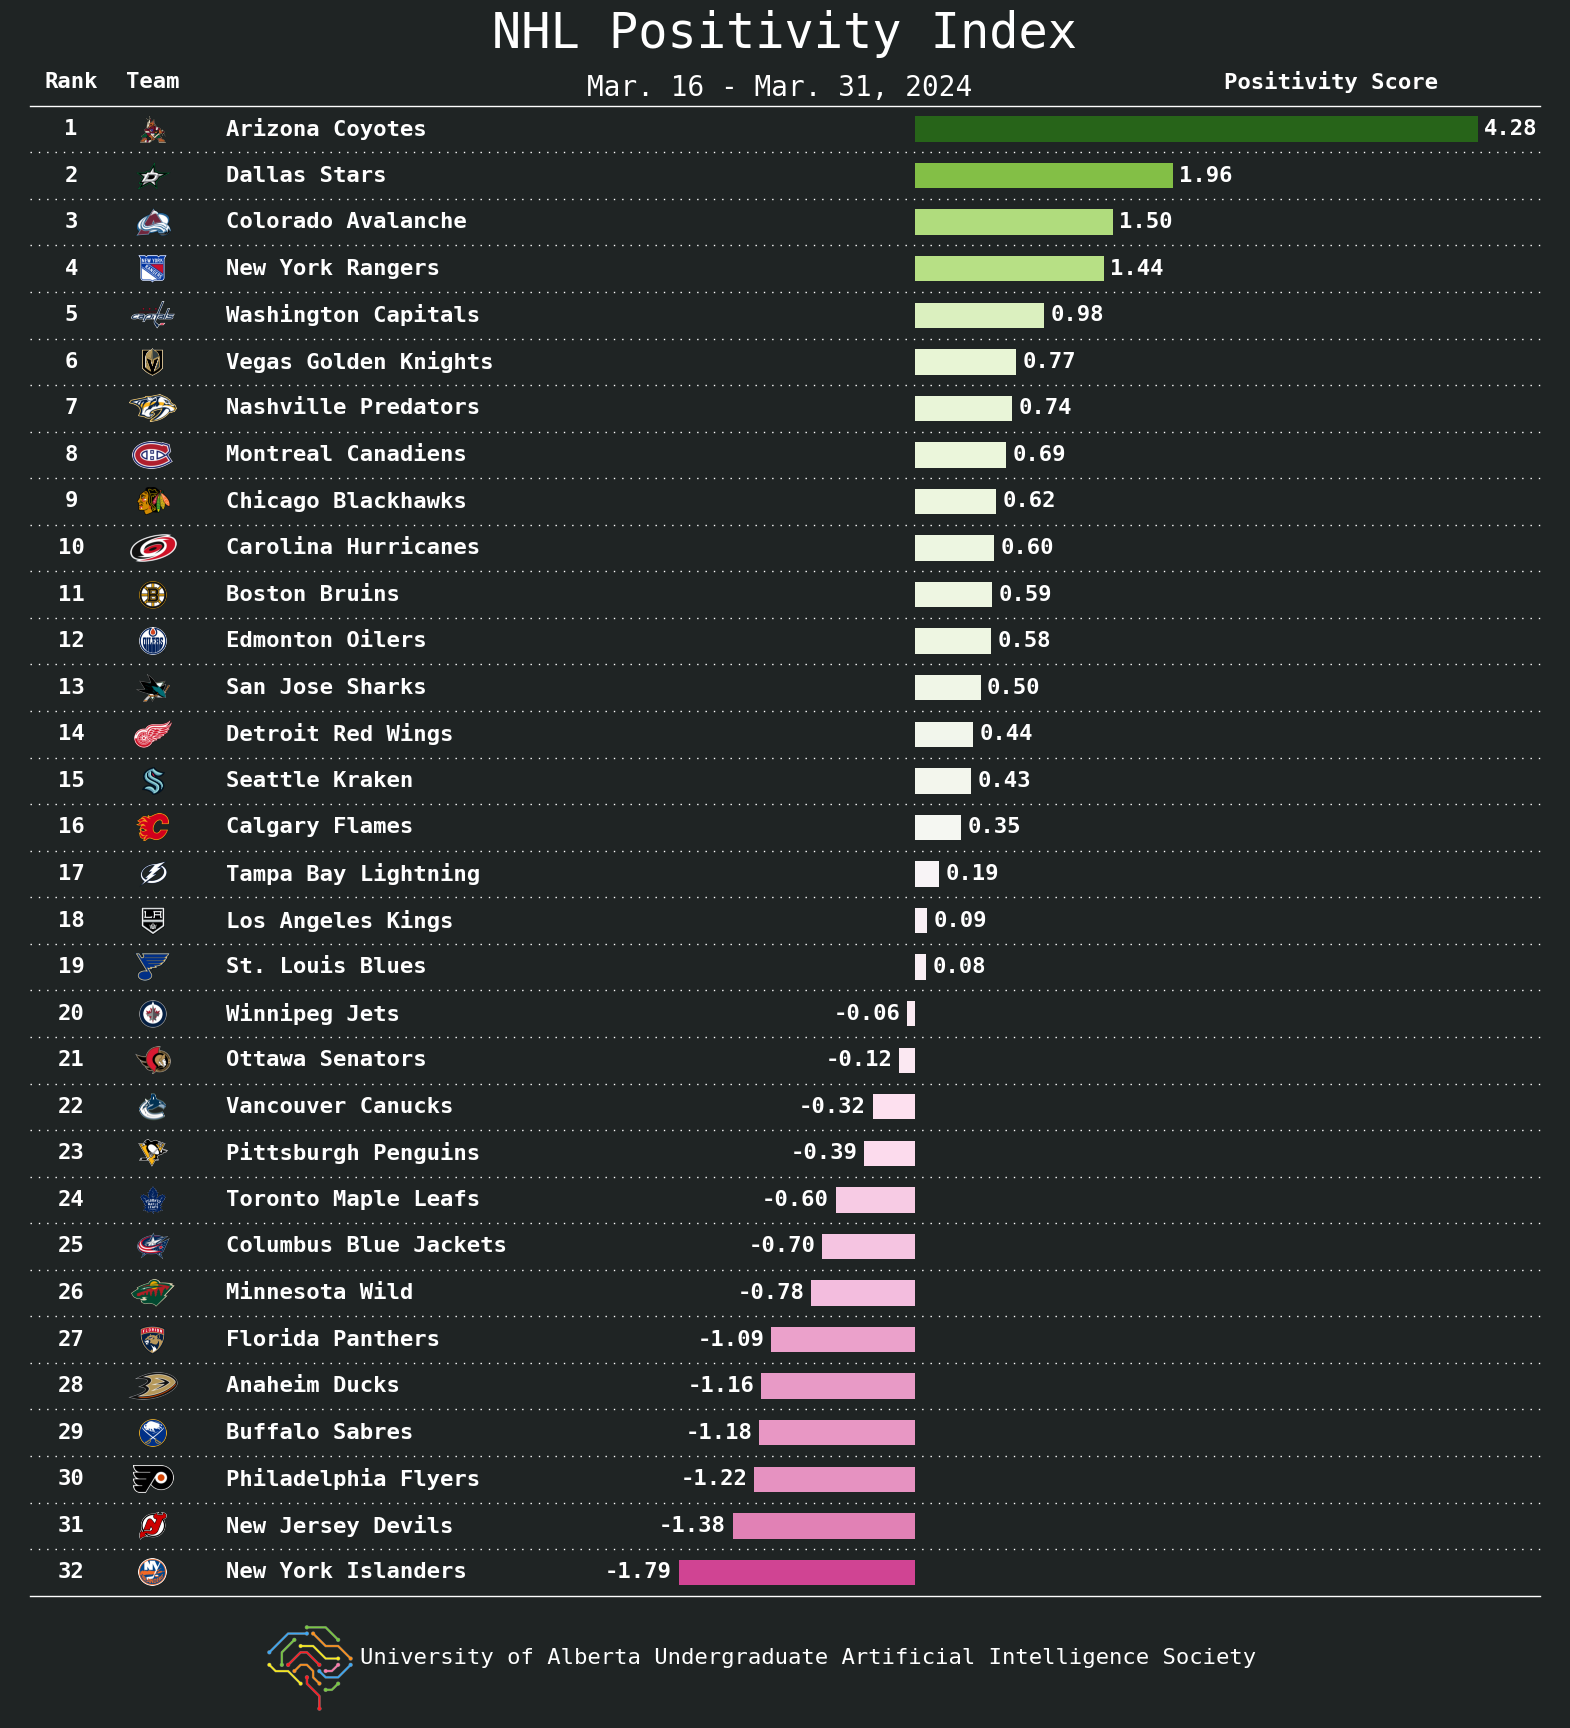 NHL Positivity Index
Mar. 16 - Mar. 31, 2024
Rank Team Positivity Score
1 Arizona Coyotes 4.28
2 Dallas Stars 1.96
3 Colorado Avalanche 1.50
4 New York Rangers 1.44
5 Washington Capitals 0.98
6 Vegas Golden Knights 0.77
7 Nashville Predators 0.74
8 Montreal Canadiens 0.69
9 Chicago Blackhawks 0.62
10 Carolina Hurricanes 0.60
11 Boston Bruins 0.59
12 Edmonton Oilers 0.58
13 San Jose Sharks 0.50
14 Detroit Red Wings 0.44
15 Seattle Kraken 0.43
16 Calgary Flames 0.35
17 Tampa Bay Lightning 0.19
18 Los Angeles Kings 0.09
19 St. Louis Blues 0.08
20 Winnipeg Jets -0.06
21 Ottawa Senators -0.12
22 Vancouver Canucks -0.32
23 Pittsburgh Penguins -0.39
24 Toronto Maple Leafs -0.60
25 Columbus Blue Jackets -0.70
26 Minnesota Wild -0.78
27 Florida Panthers -1.09
28 Anaheim Ducks -1.16
29 Buffalo Sabres -1.18
30 Philadelphia Flyers -1.22
31 New Jersey Devils -1.38
32 New York Islanders -1.79
University of Alberta Undergraduate Artificial Intelligence Society